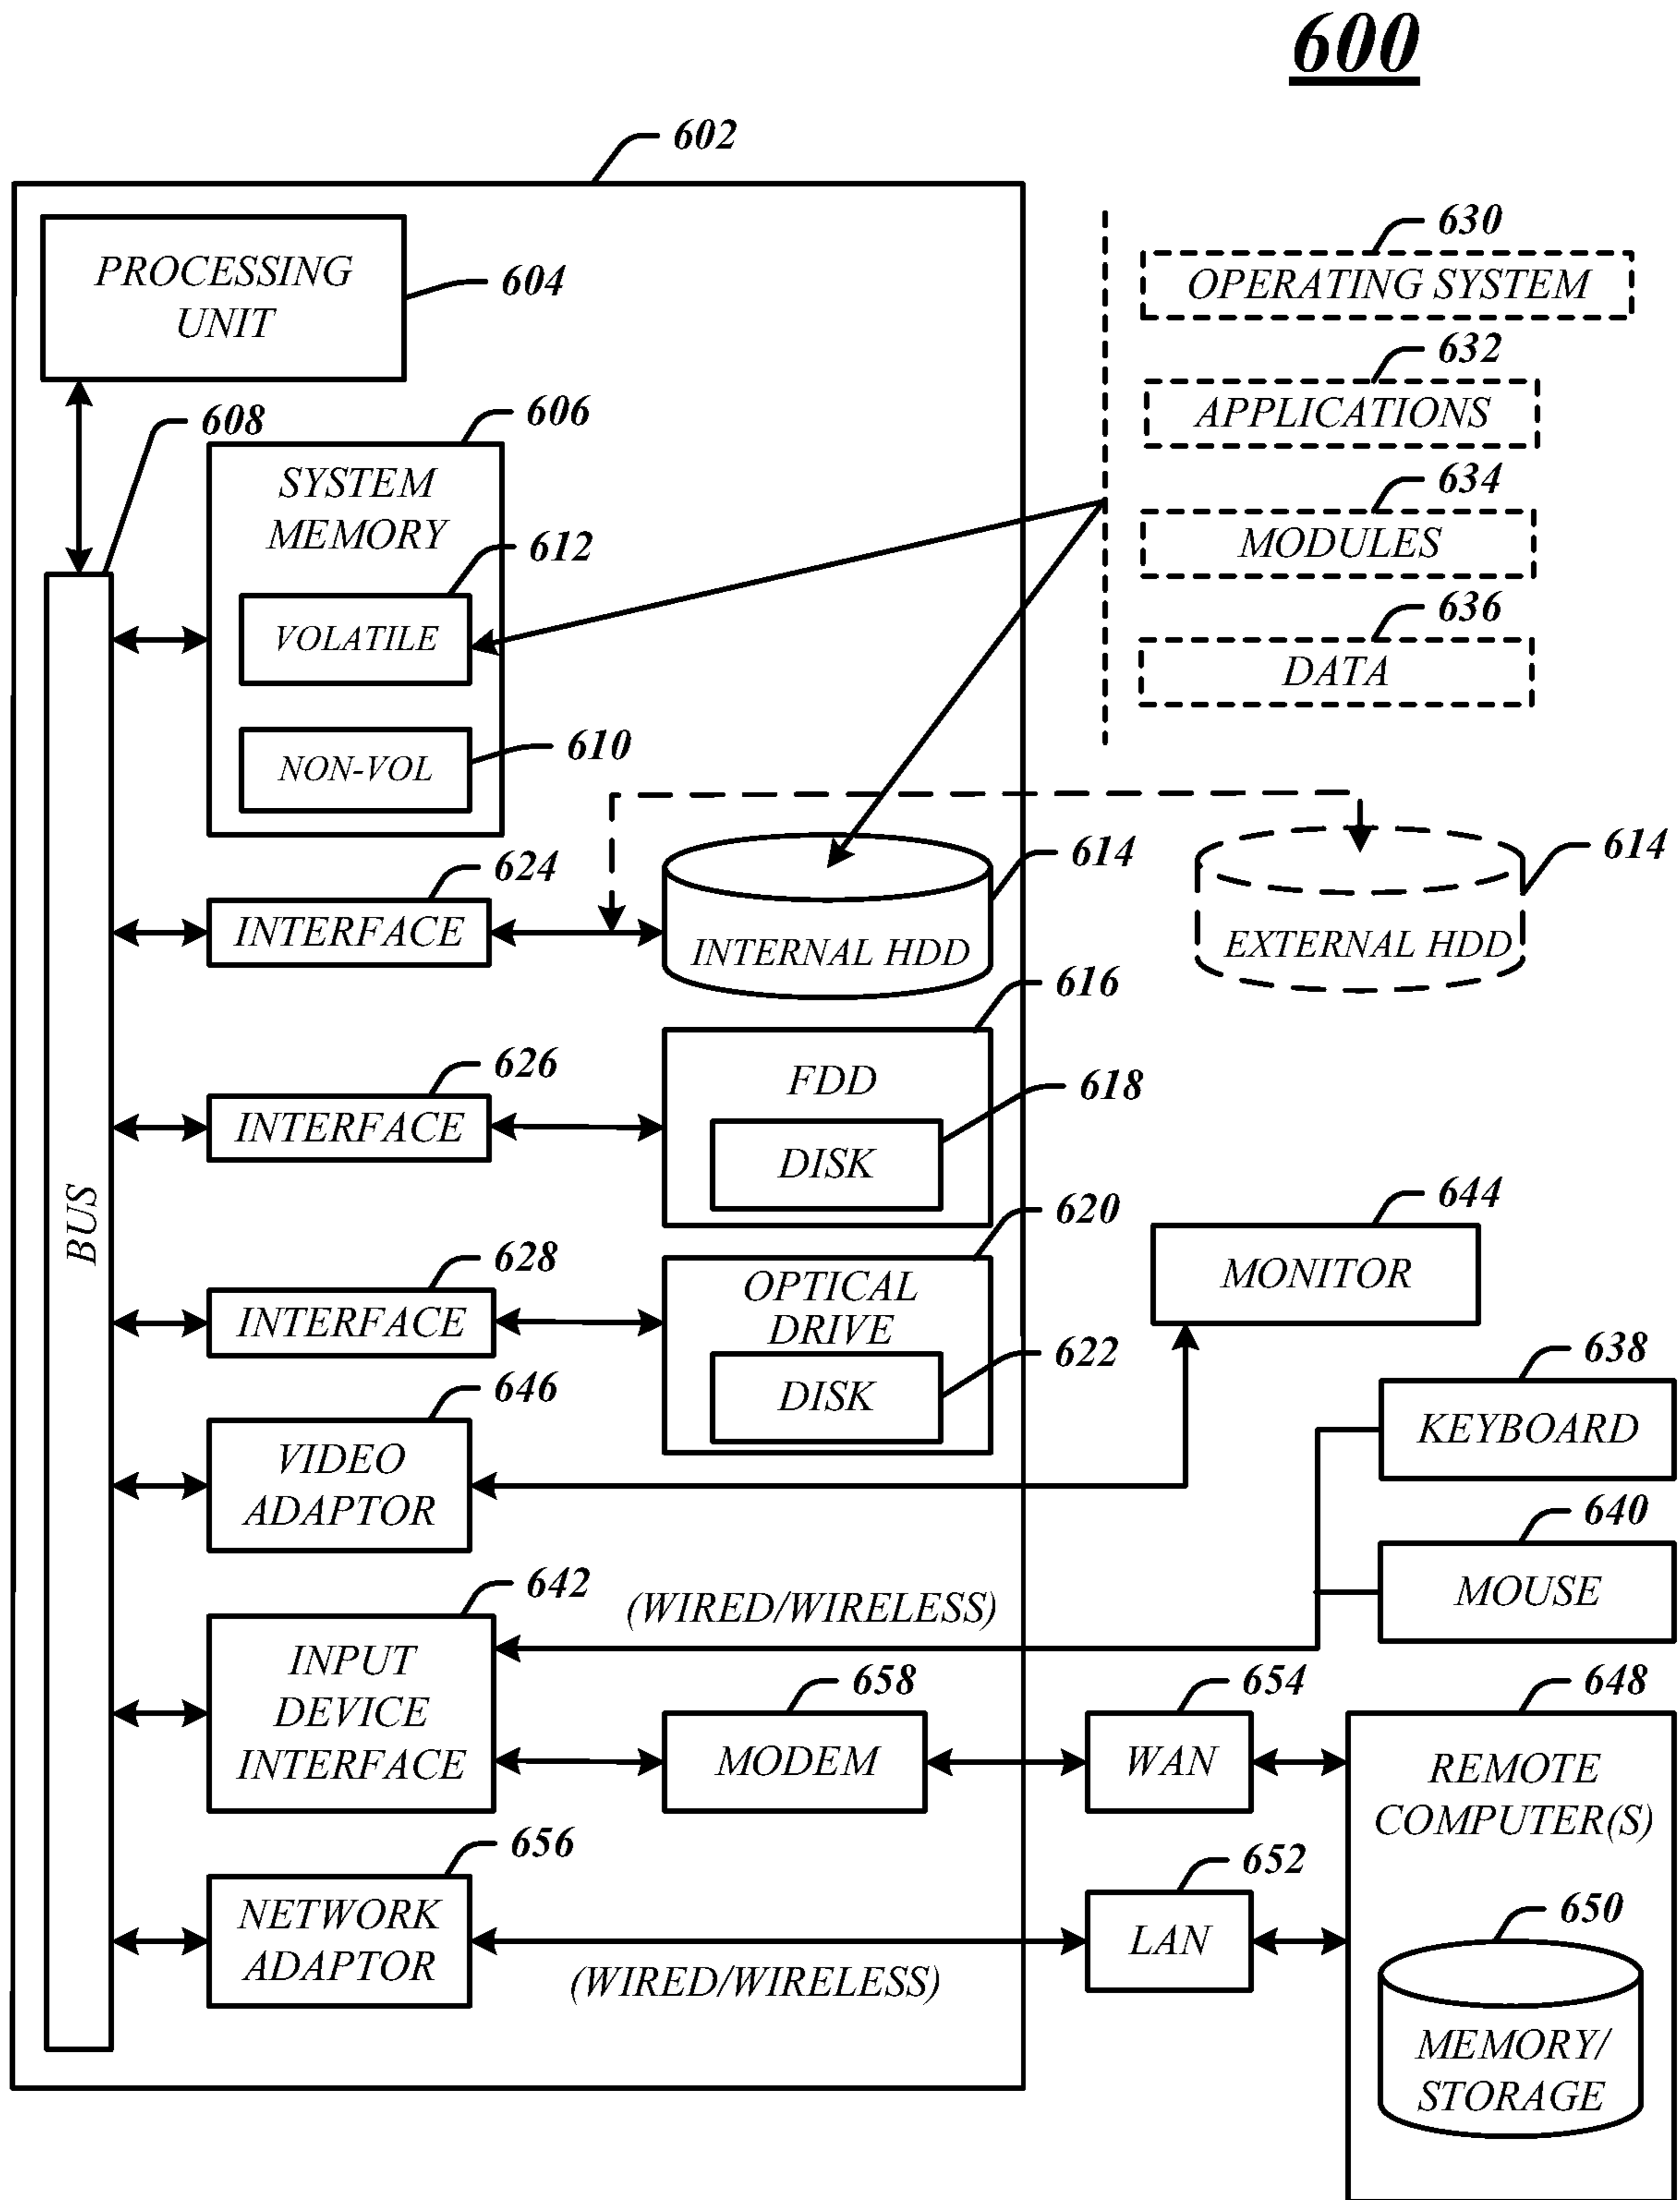 600
602
PROCESSING
UNIT
604
630
OPERATING SYSTEM
632
APPLICATIONS
634
MODULES
636
DATA
608
606
SYSTEM
MEMORY
612
VOLATILE
610
NON-VOL
BUS
624
INTERFACE
614
INTERNAL HDD
614
EXTERNAL HDD
616
626
INTERFACE
FDD
618
DISK
620
628
INTERFACE
OPTICAL
DRIVE
622
DISK
644
MONITOR
638
KEYBOARD
646
VIDEO
ADAPTOR
640
MOUSE
642
(WIRED/WIRELESS)
INPUT
DEVICE
INTERFACE
658
MODEM
654
WAN
648
REMOTE
COMPUTER(S)
656
NETWORK
ADAPTOR
(WIRED/WIRELESS)
652
LAN
650
MEMORY/
STORAGE